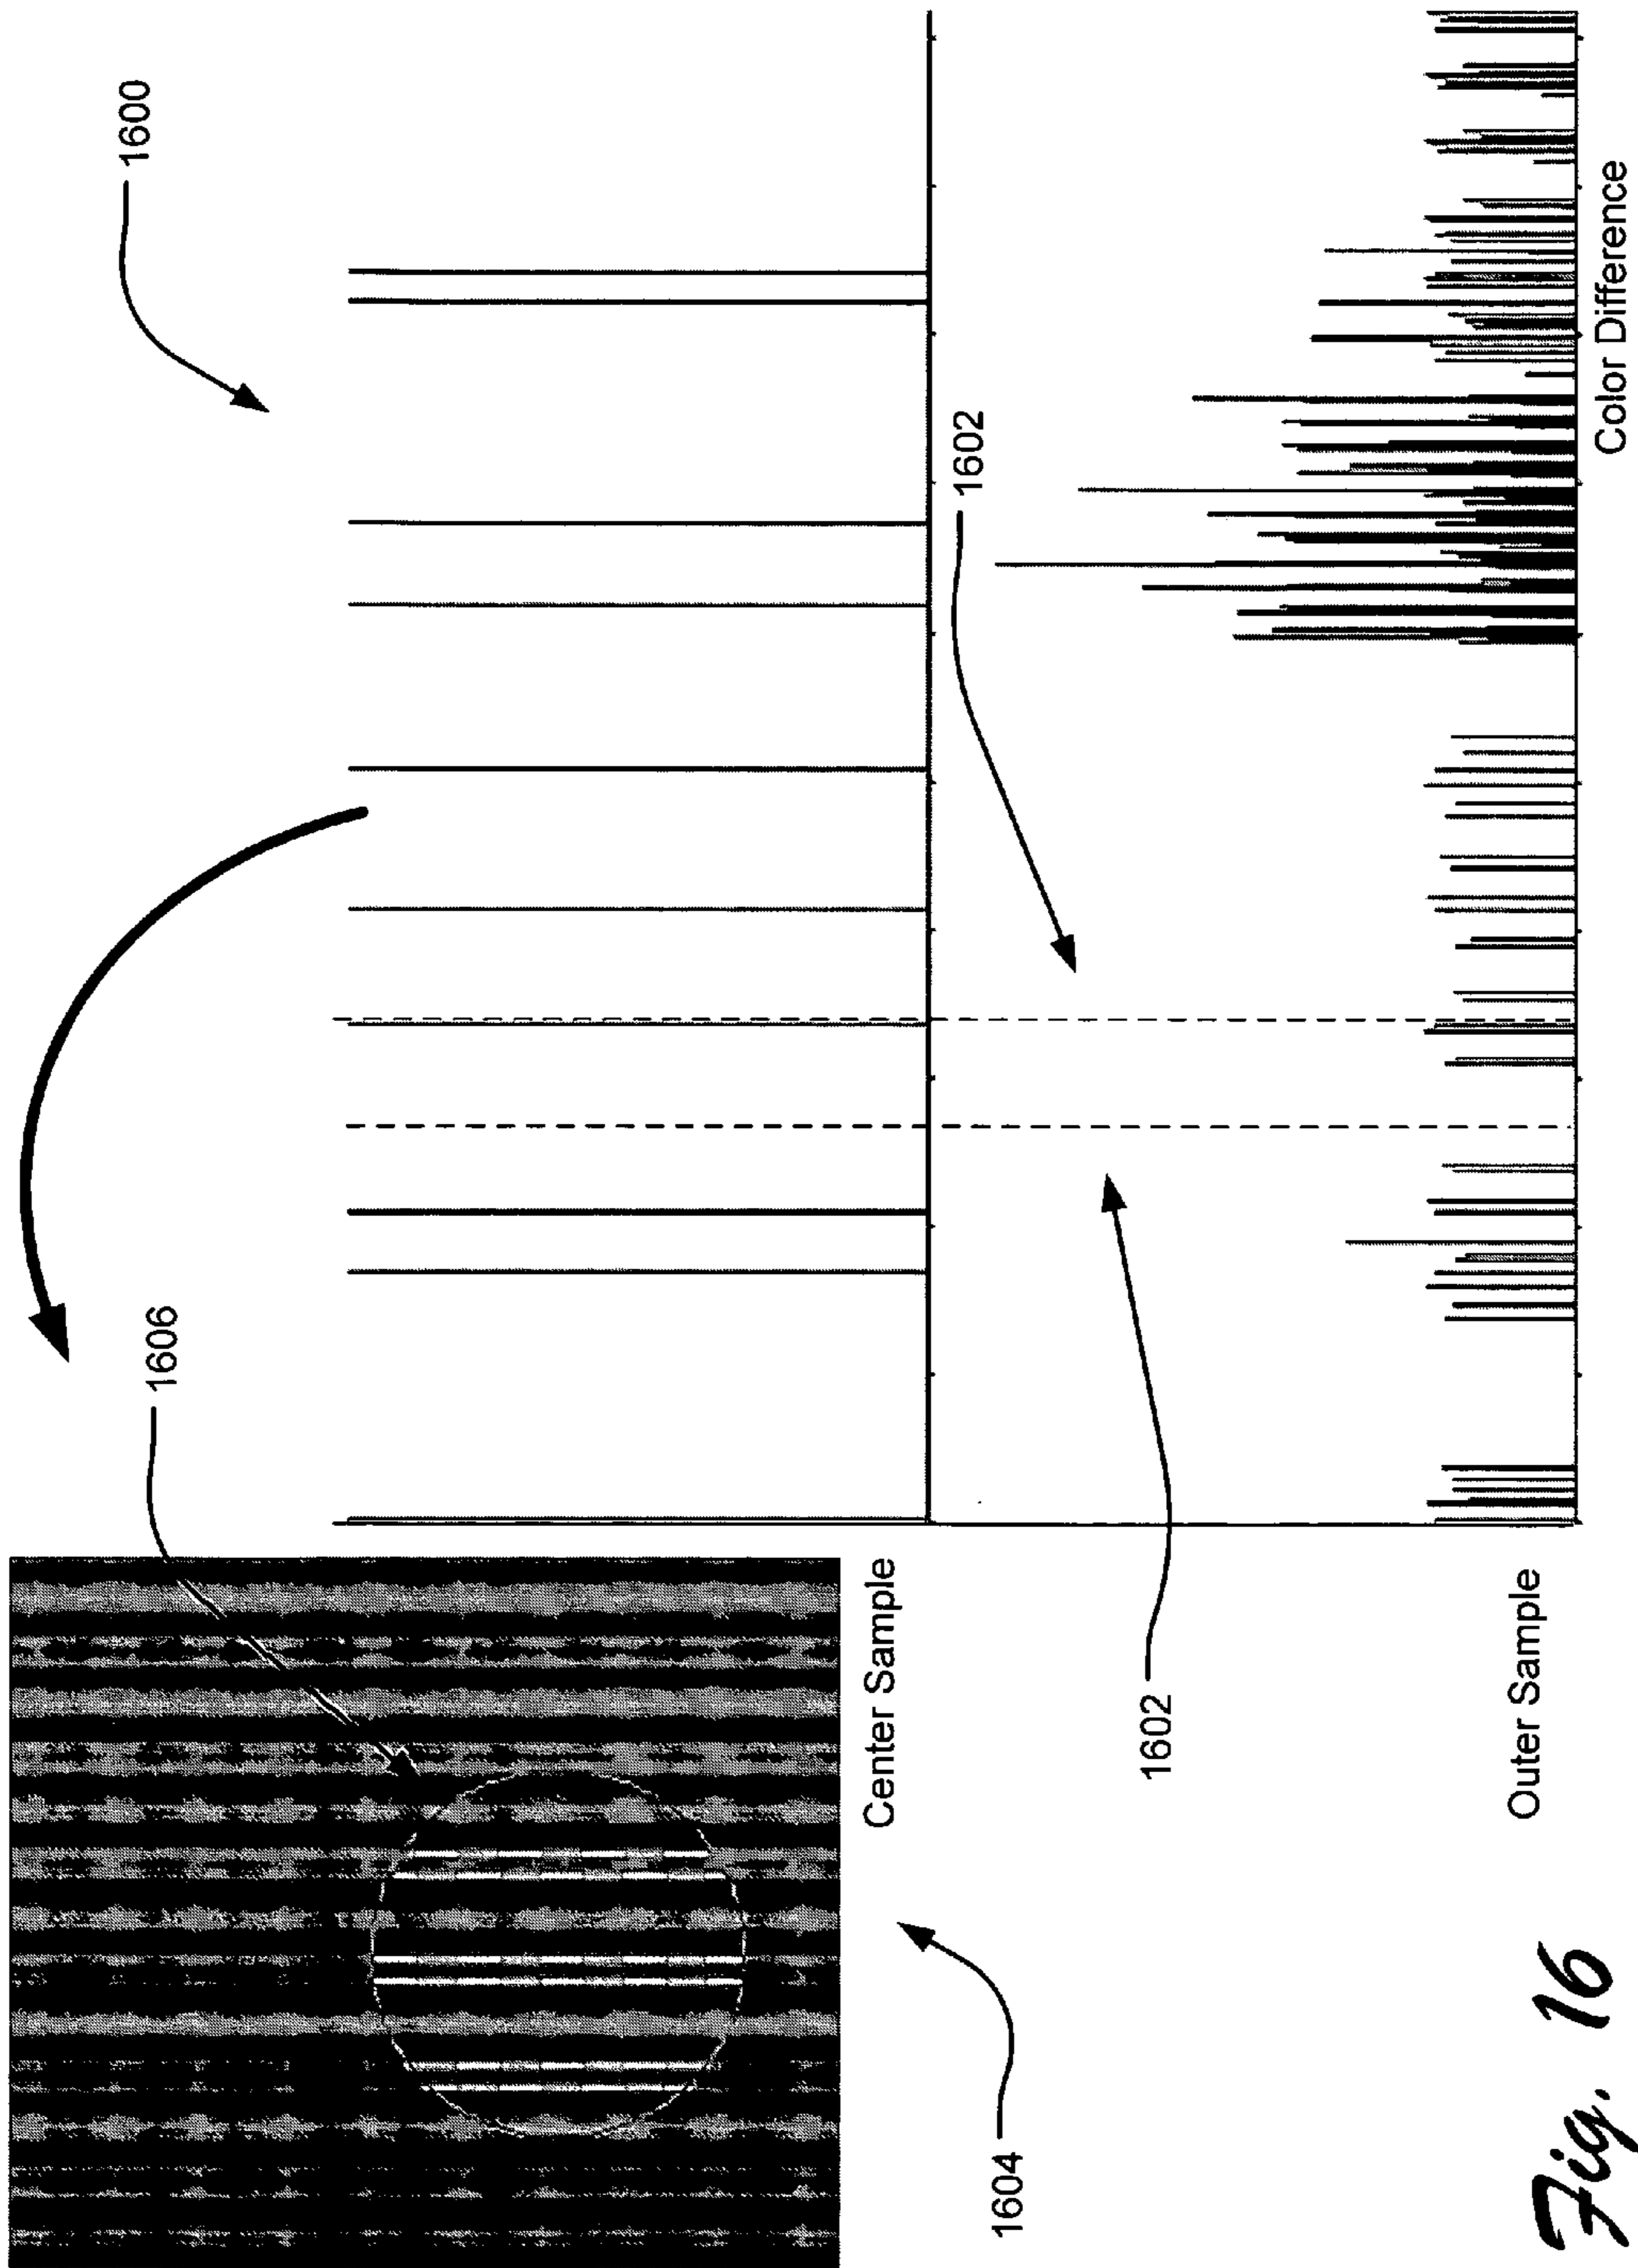 1600
1606
1602
Center Sample
1602
1604
Outer Sample
Color Difference
Fig. 16